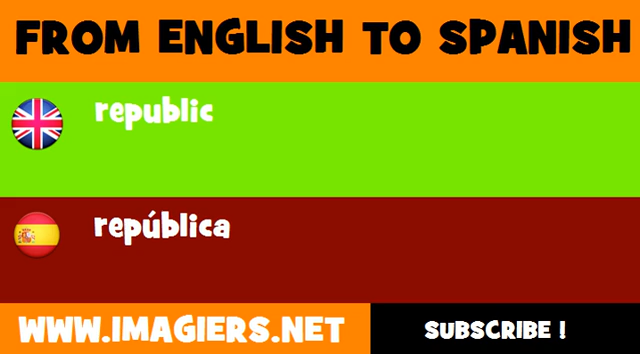 FROM ENGLISH TO SPANISH
republic
república
WWW.IMAGIERS.NET
SUBSCRIBE !